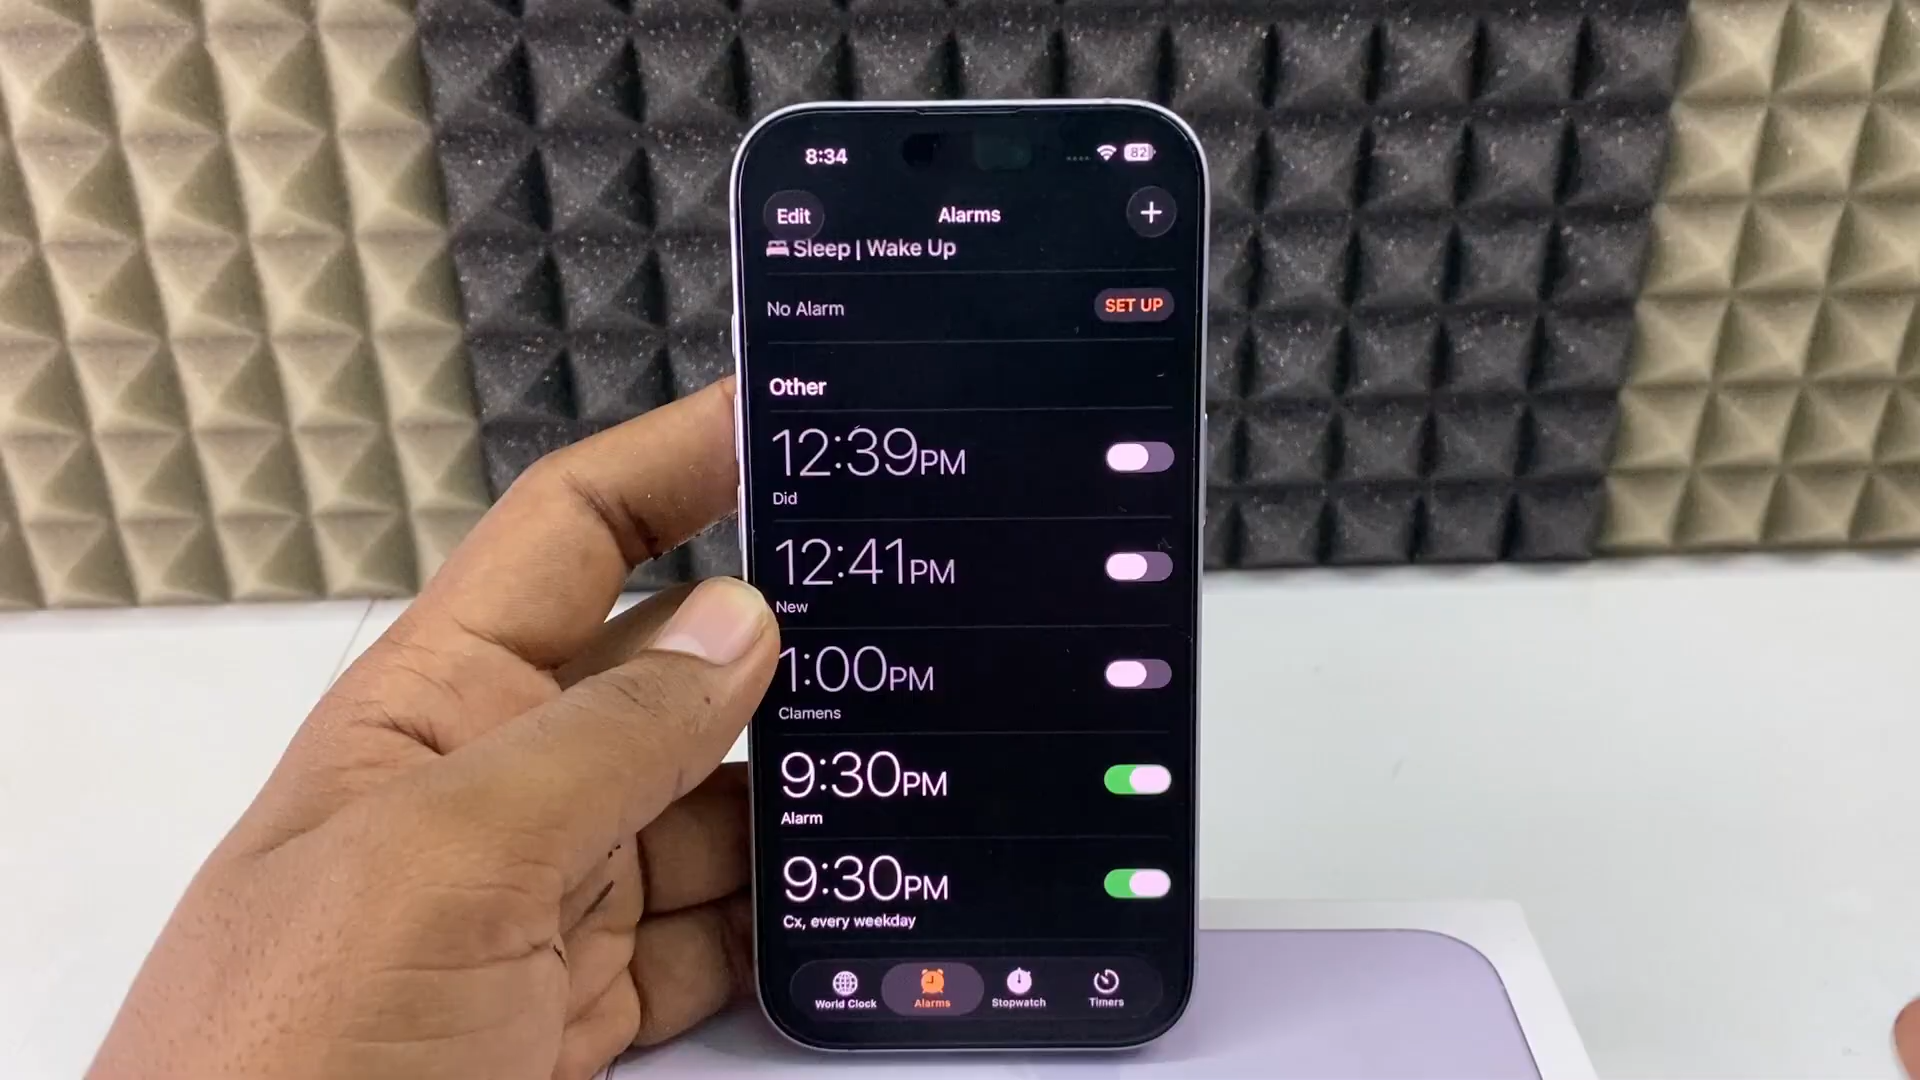 8:34
82
Edit
Alarms
+
Sleep | Wake Up
No Alarm
SET UP
Other
12:39PM
Did
12:41PM
New
1:00PM
Clamens
9:30PM
Alarm
9:30PM
Cx, every weekday
World Clock
Alarms
Stopwatch
Timers